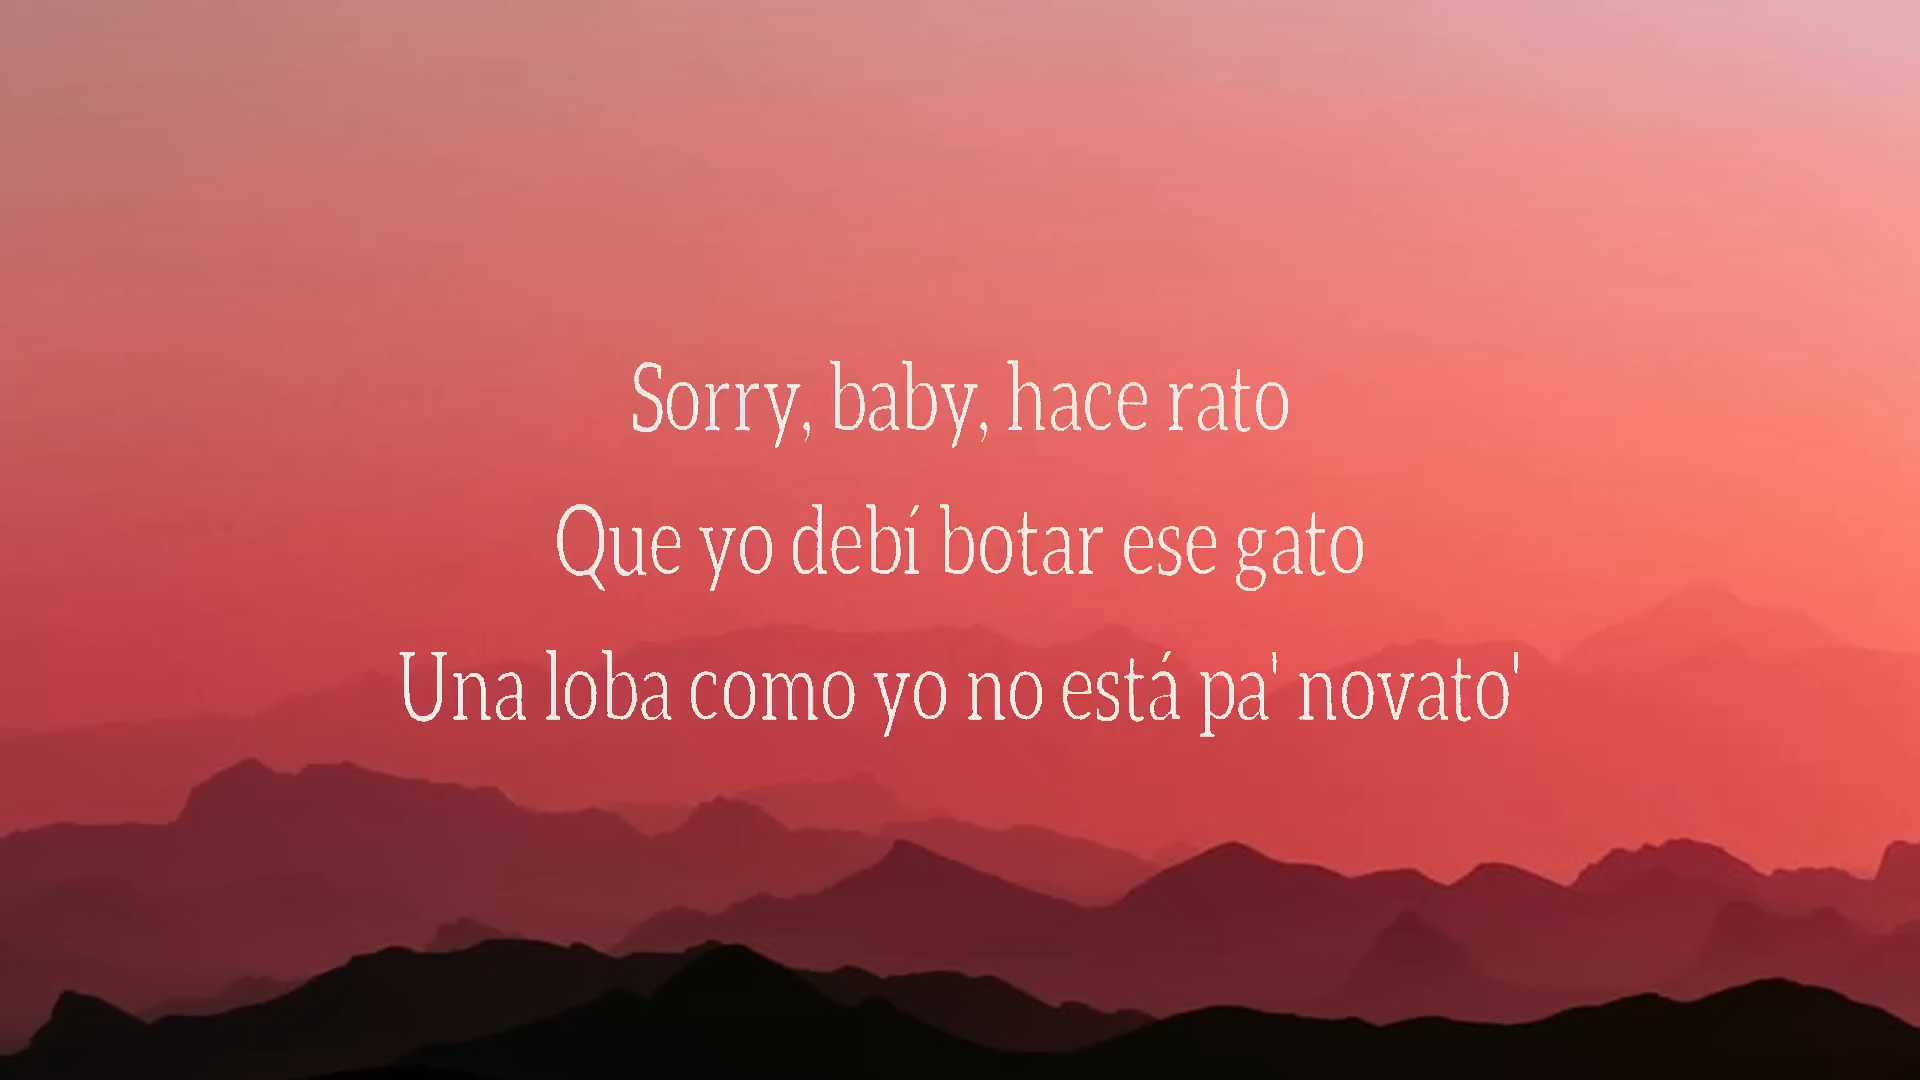 Sorry, baby, hace rato
Que yo debí botar ese gato
Una loba como yo no está pa' novato'